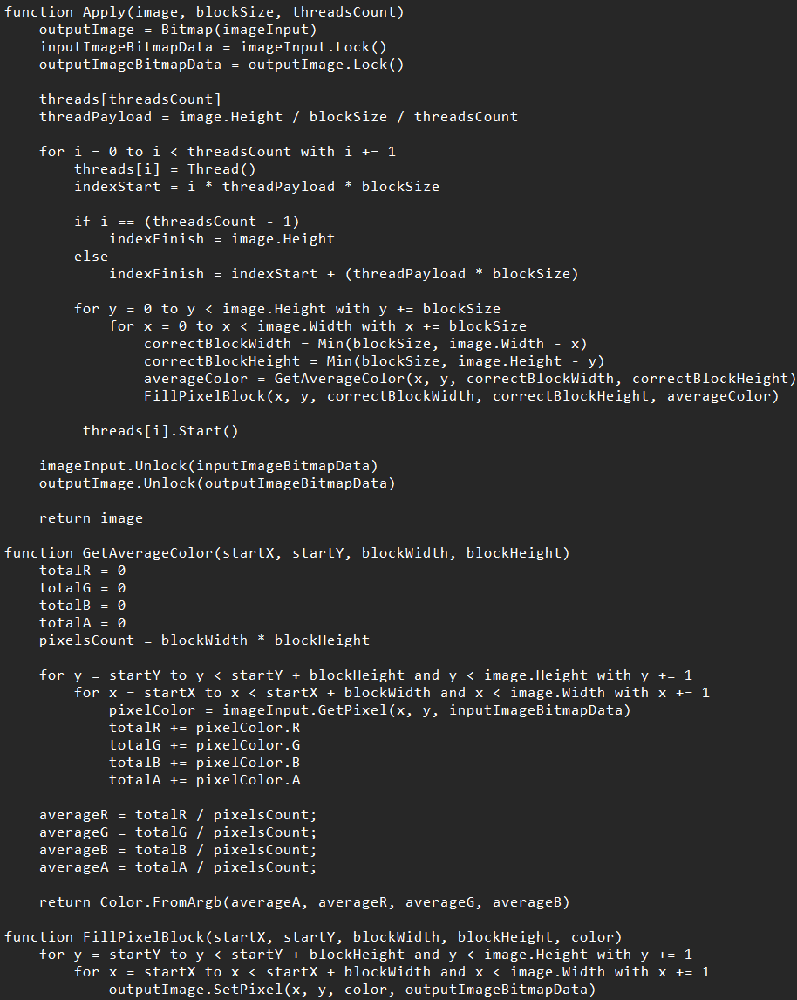 function Apply(image, blockSize, threadsCount)
    outputImage = Bitmap(imageInput)
    inputImageBitmapData = imageInput.Lock()
    outputImageBitmapData = outputImage.Lock()

    threads[threadsCount]
    threadPayload = image.Height / blockSize / threadsCount

    for i = 0 to i < threadsCount with i += 1
        threads[i] = Thread()
        indexStart = i * threadPayload * blockSize

        if i == (threadsCount - 1)
            indexFinish = image.Height
        else
            indexFinish = indexStart + (threadPayload * blockSize)

        for y = 0 to y < image.Height with y += blockSize
            for x = 0 to x < image.Width with x += blockSize
                correctBlockWidth = Min(blockSize, image.Width - x)
                correctBlockHeight = Min(blockSize, image.Height - y)
                averageColor = GetAverageColor(x, y, correctBlockWidth, correctBlockHeight)
                FillPixelBlock(x, y, correctBlockWidth, correctBlockHeight, averageColor)

         threads[i].Start()

    imageInput.Unlock(inputImageBitmapData)
    outputImage.Unlock(outputImageBitmapData)

    return image

function GetAverageColor(startX, startY, blockWidth, blockHeight)
    totalR = 0
    totalG = 0
    totalB = 0
    totalA = 0
    pixelsCount = blockWidth * blockHeight

    for y = startY to y < startY + blockHeight and y < image.Height with y += 1
        for x = startX to x < startX + blockWidth and x < image.Width with x += 1
            pixelColor = imageInput.GetPixel(x, y, inputImageBitmapData)
            totalR += pixelColor.R
            totalG += pixelColor.G
            totalB += pixelColor.B
            totalA += pixelColor.A

    averageR = totalR / pixelsCount;
    averageG = totalG / pixelsCount;
    averageB = totalB / pixelsCount;
    averageA = totalA / pixelsCount;

    return Color.FromArgb(averageA, averageR, averageG, averageB)

function FillPixelBlock(startX, startY, blockWidth, blockHeight, color)
    for y = startY to y < startY + blockHeight and y < image.Height with y += 1
        for x = startX to x < startX + blockWidth and x < image.Width with x += 1
            outputImage.SetPixel(x, y, color, outputImageBitmapData)